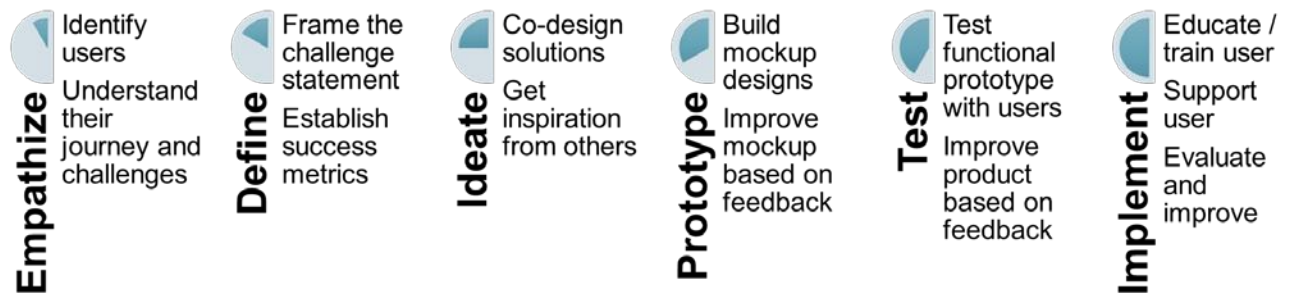 Empathize
Identify
users
Understand
their
journey and
challenges
Define
Frame the
challenge
statement
Establish
success
metrics
Ideate
Co-design
solutions
Get
inspiration
from others
Prototype
Build
mockup
designs
Improve
mockup
based on
feedback
Test
Test
functional
prototype
with users
Improve
product
based on
feedback
Implement
Educate /
train user
Support
user
Evaluate
and
improve